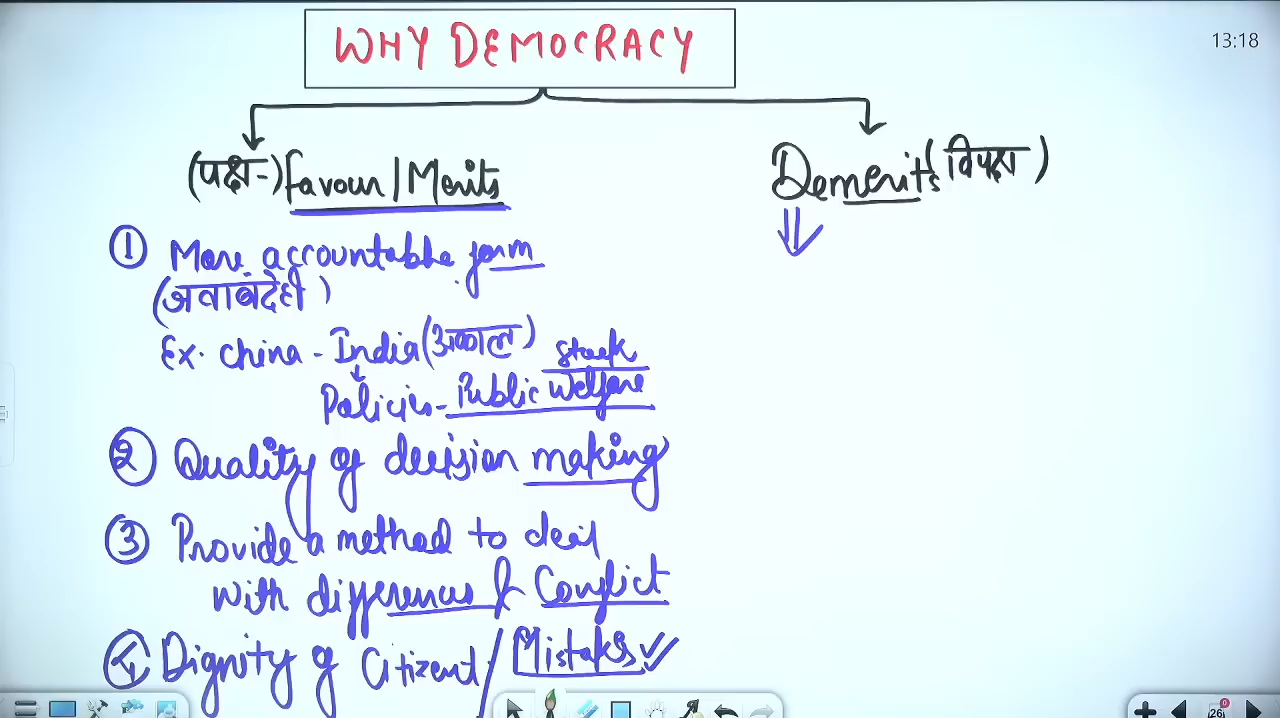 WHY DEMOCRACY
13:18
(पक्ष-) Favour/Merits
Demerits (विपक्ष)
① More accountable form
(जवाबदेही)
Ex. China - India (अकाल)
Policies - Public Welfare
② Quality of decision making
③ Provide a method to deal
with differences & Conflict
④ Dignity of Citizens / Mistakes
26